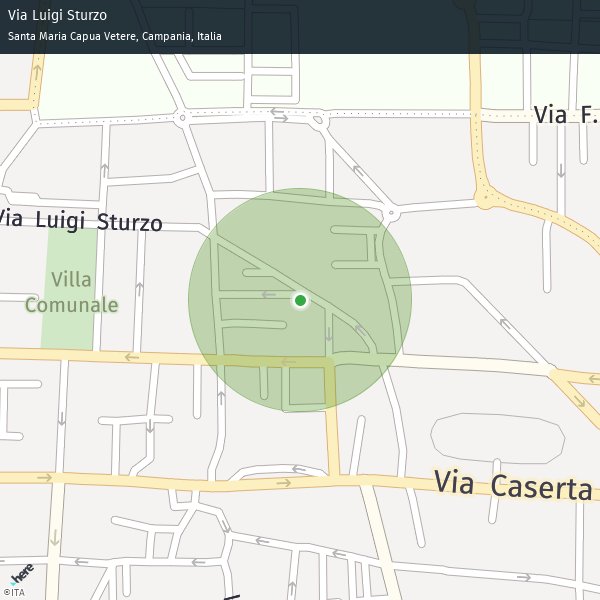 Via Luigi Sturzo
Santa Maria Capua Vetere, Campania, Italia
Via F.
Via Luigi Sturzo
Villa
Comunale
Via Caserta
here
©ITA